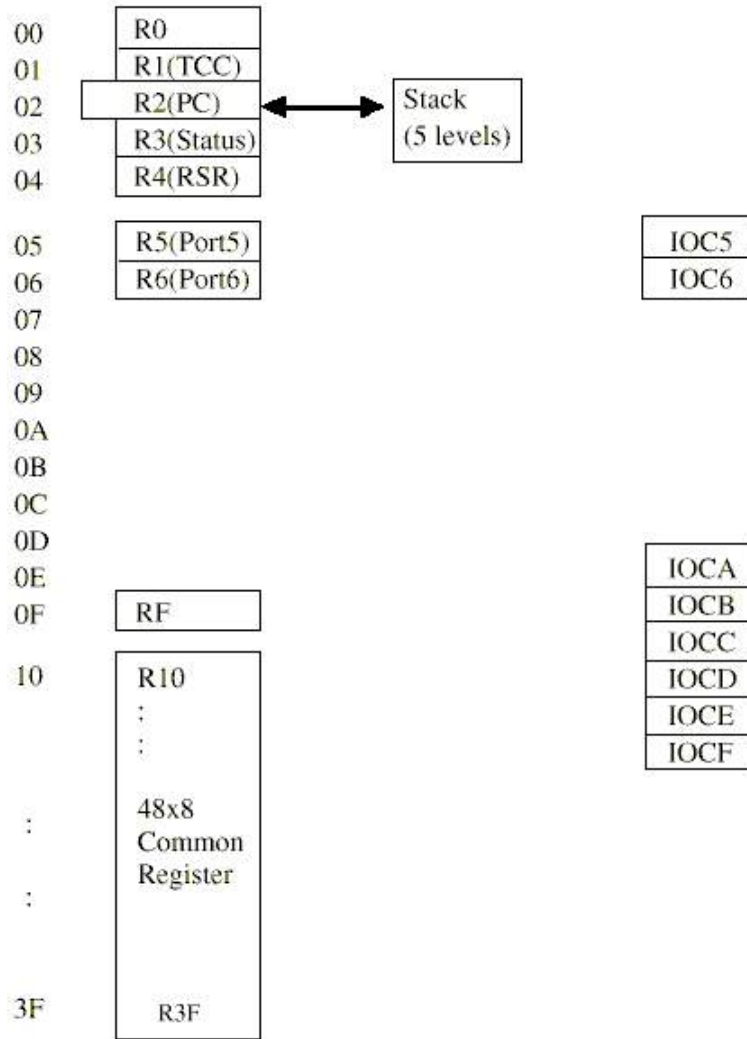 00 R0
01 R1(TCC)
02 R2(PC) Stack
03 R3(Status) (5 levels)
04 R4(RSR)
05 R5(Port5) IOC5
06 R6(Port6) IOC6
07
08
09
0A
0B
0C
0D
0E IOCA
0F RF IOCB
IOCC
10 R10 IOCD
: IOCE
: IOCF
48x8
:
Common
Register
:
3F R3F